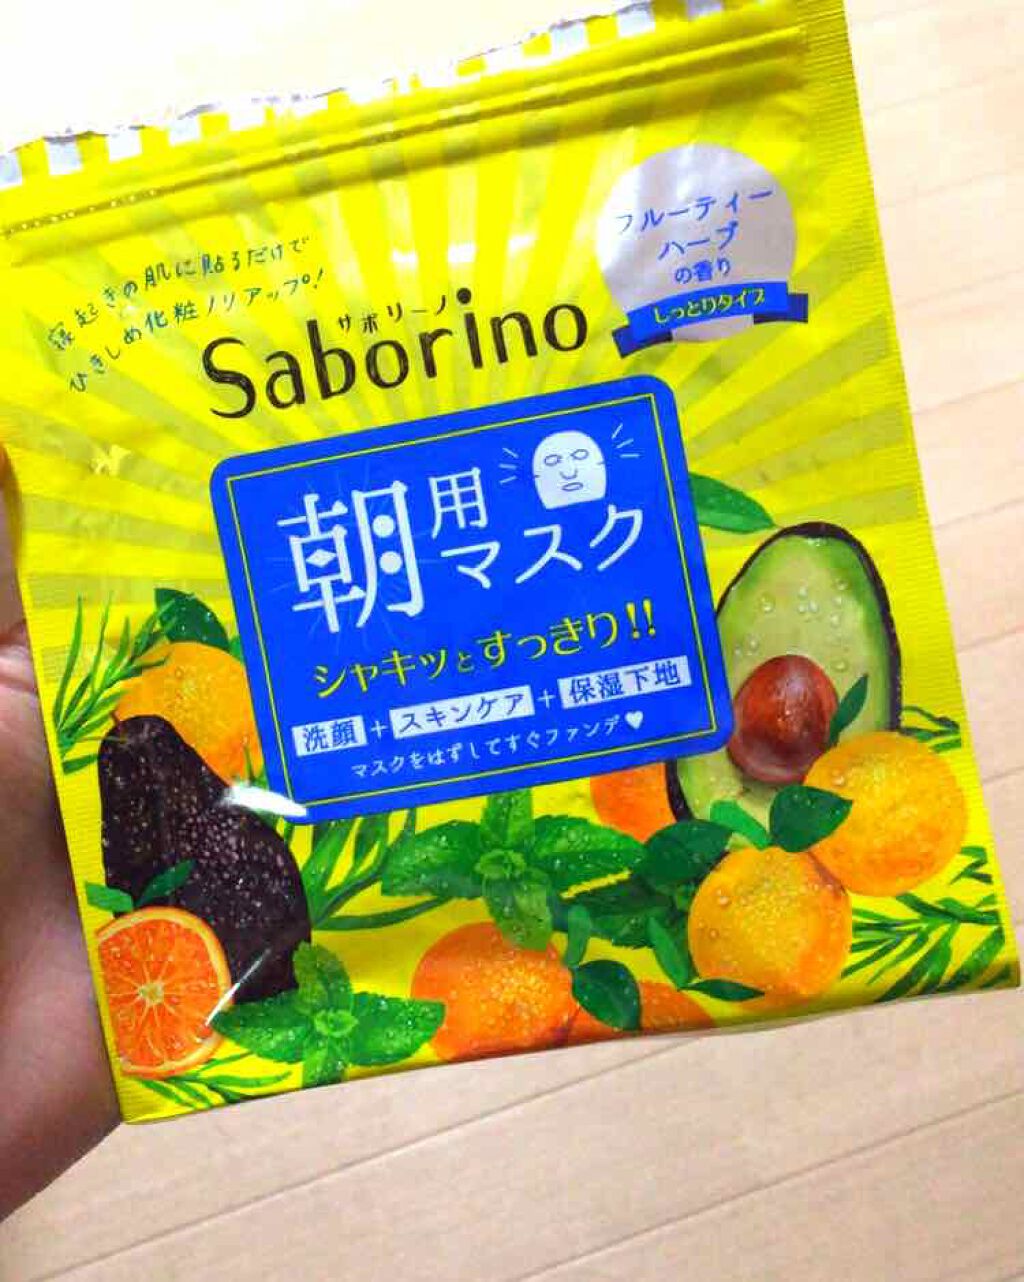 寝起きの肌に貼るだけで
ひきしめ化粧ノリアップ!
フルーティー
ハーブ
の香り
しっとりタイプ
サボリーノ
Saborino
朝用マスク
シャキッとすっきり!!
洗顔+スキンケア+保湿下地
マスクをはずしてすぐファンデ♥